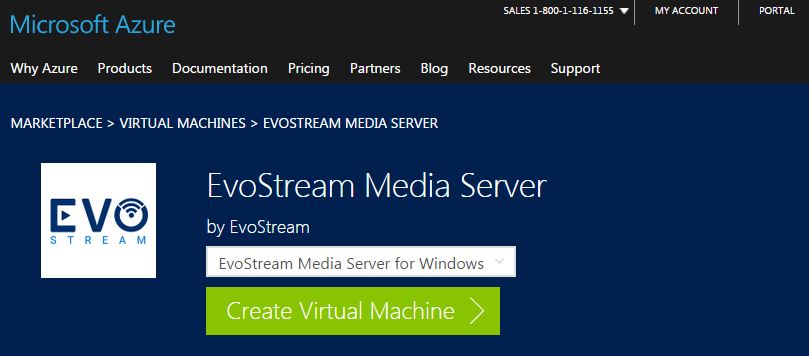 SALES 1-800-1-116-1155 MY ACCOUNT PORTAL
Microsoft Azure
Why Azure Products Documentation Pricing Partners Blog Resources Support
MARKETPLACE > VIRTUAL MACHINES > EVOSTREAM MEDIA SERVER
EVO
STREAM
EvoStream Media Server
by EvoStream
EvoStream Media Server for Windows
Create Virtual Machine